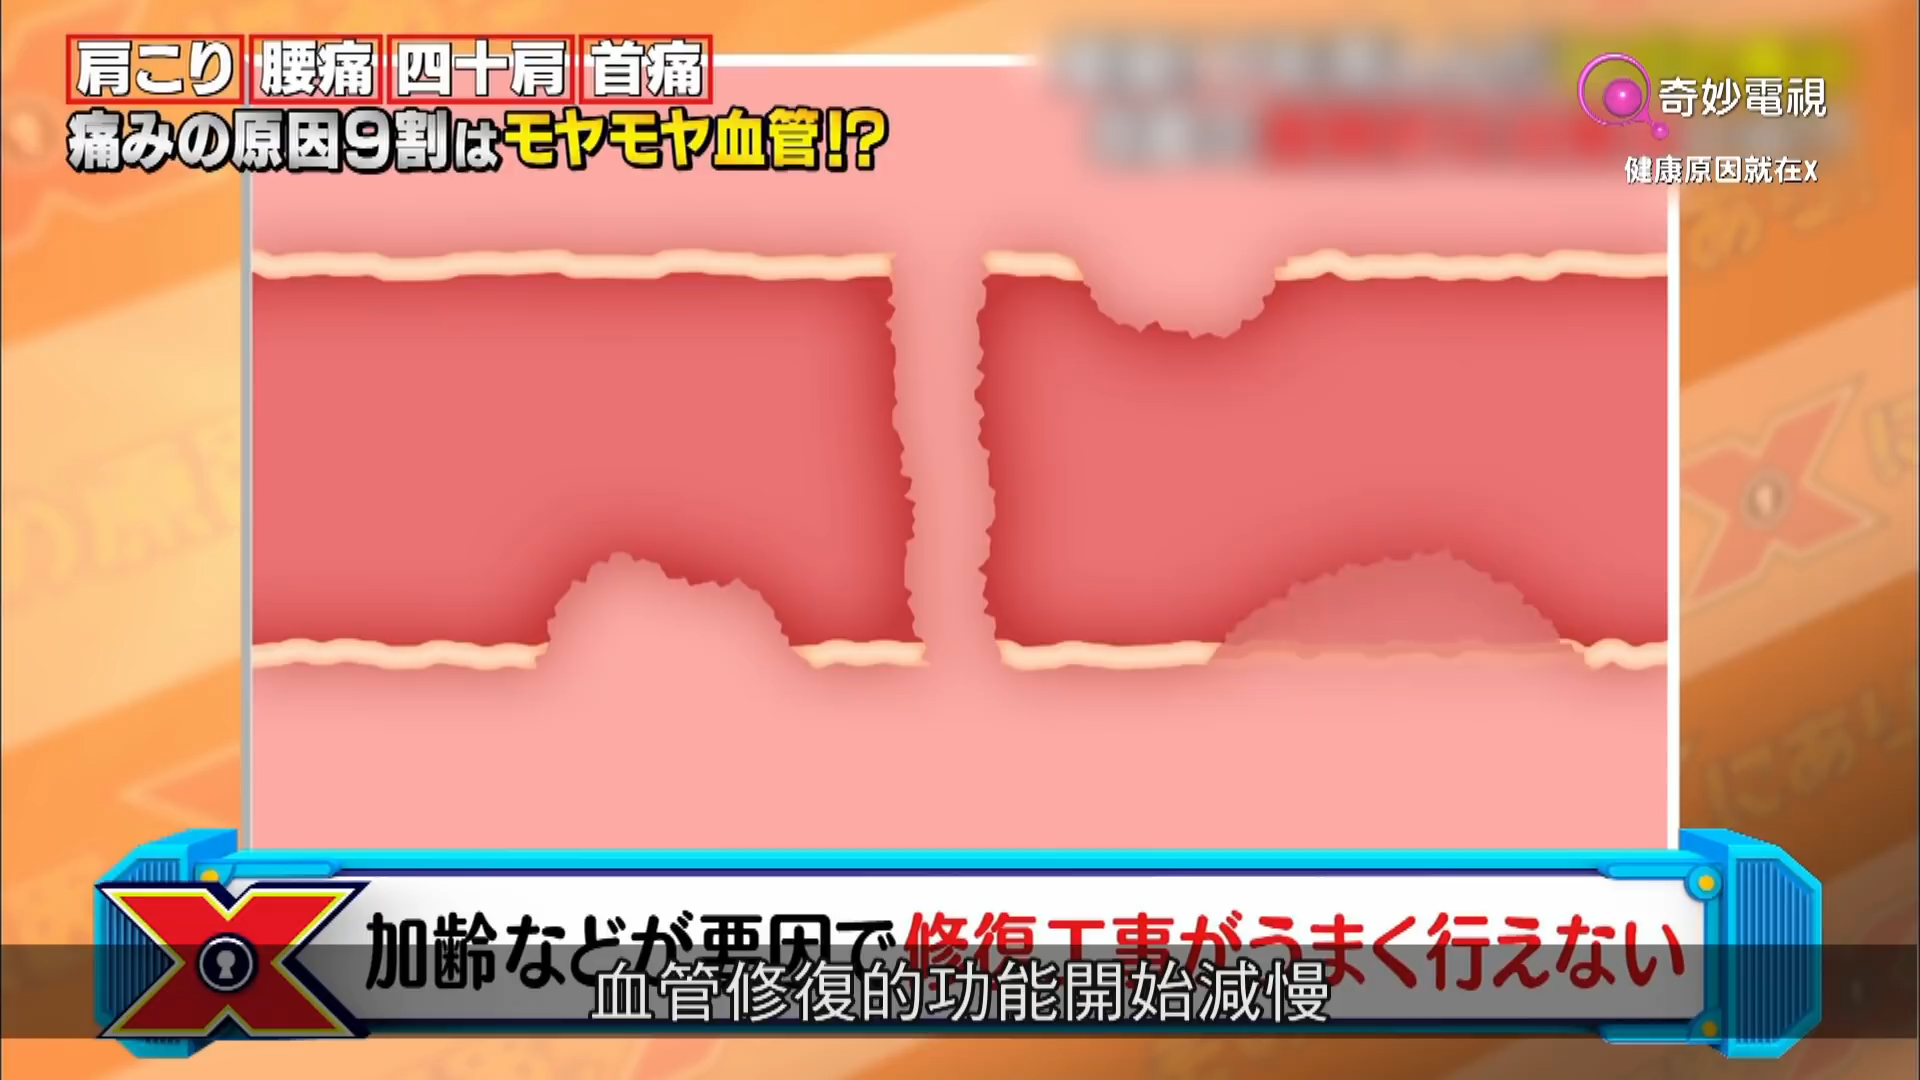 肩こり 腰痛 四十肩 首痛
痛みの原因9割はモヤモヤ血管!?
奇妙電視
健康原因就在X
加齢などが要因で修復工事がうまく行えない
血管修復的功能開始減慢